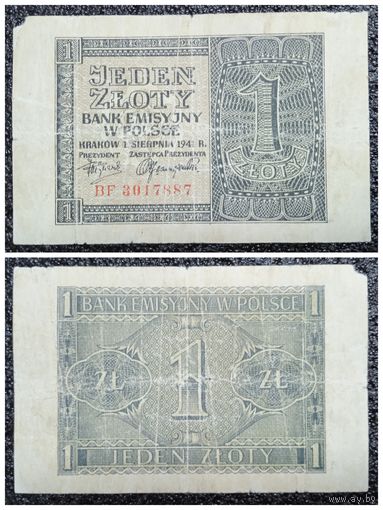 1
JEDEN
ZŁOTY
BANK EMISYJNY
W POLSCE
KRAKÓW 1. SIERPNIA 1941 R.
PREZYDENT ZASTĘPCA PREZYDENTA
BF 3017887
1
1
ZŁOTY
1 BANK EMISYJNY W POLSCE 1
ZŁ 1 ZŁ
1 JEDEN ZŁOTY 1
www.ay.by